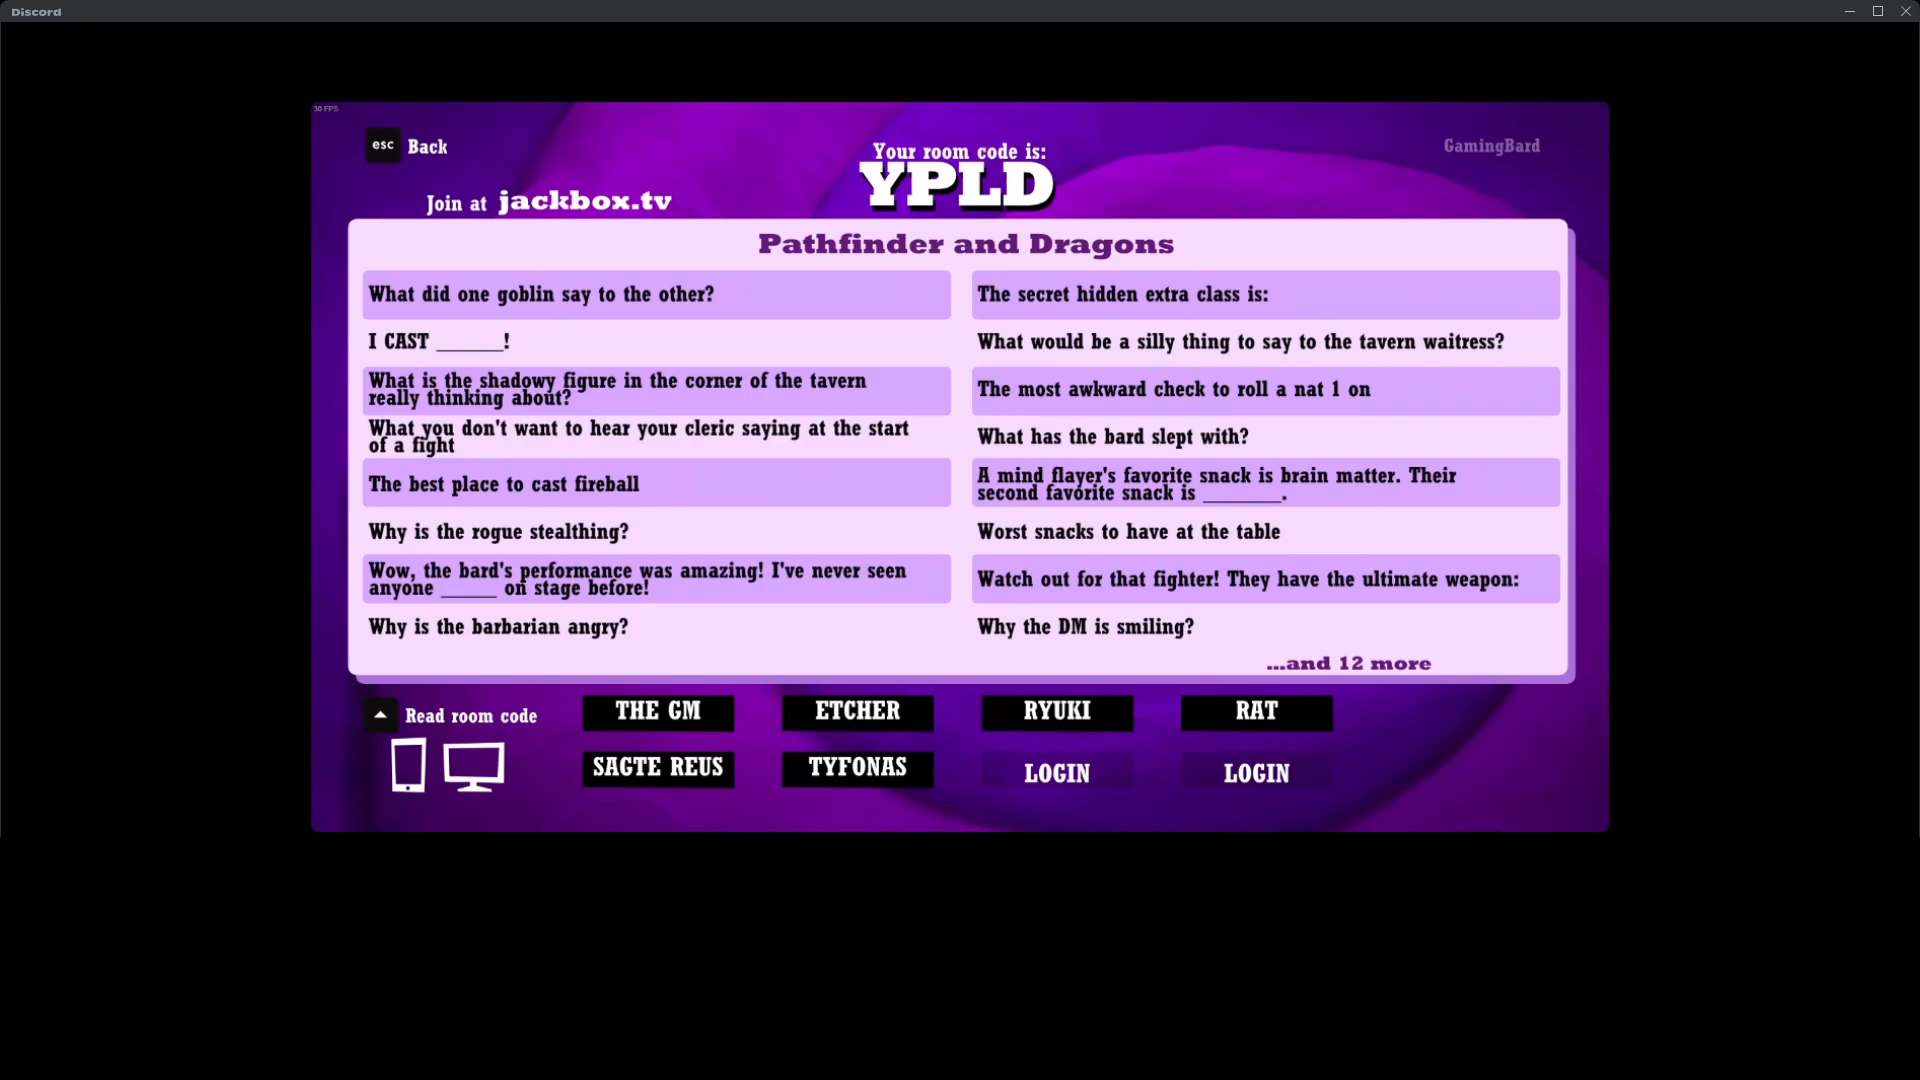 Discord
30 FPS
esc Back
Your room code is:
GamingBard
YPLD
Join at jackbox.tv
Pathfinder and Dragons
What did one goblin say to the other?
I CAST ______!
What is the shadowy figure in the corner of the tavern
really thinking about?
What you don't want to hear your cleric saying at the start
of a fight
The best place to cast fireball
Why is the rogue stealthing?
Wow, the bard's performance was amazing! I've never seen
anyone _____ on stage before!
Why is the barbarian angry?
The secret hidden extra class is:
What would be a silly thing to say to the tavern waitress?
The most awkward check to roll a nat 1 on
What has the bard slept with?
A mind flayer's favorite snack is brain matter. Their
second favorite snack is _______.
Worst snacks to have at the table
Watch out for that fighter! They have the ultimate weapon:
Why the DM is smiling?
...and 12 more
Read room code
THE GM ETCHER RYUKI RAT
SAGTE REUS TYFONAS LOGIN LOGIN